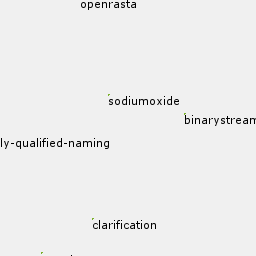 openrasta
sodiumoxide
binarystream
ly-qualified-naming
clarification